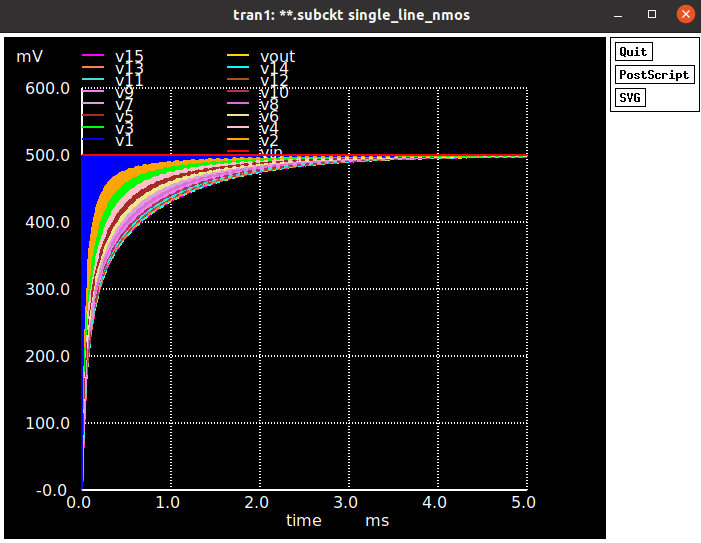 tran1: **.subckt single_line_nmos
Quit
PostScript
SVG
mV
v15 vout
v13 v14
v11 v12
v9 v10
v7 v8
v5 v6
v3 v4
v1 v2
vin
600.0
500.0
400.0
300.0
200.0
100.0
-0.0
0.0 1.0 2.0 3.0 4.0 5.0
time ms